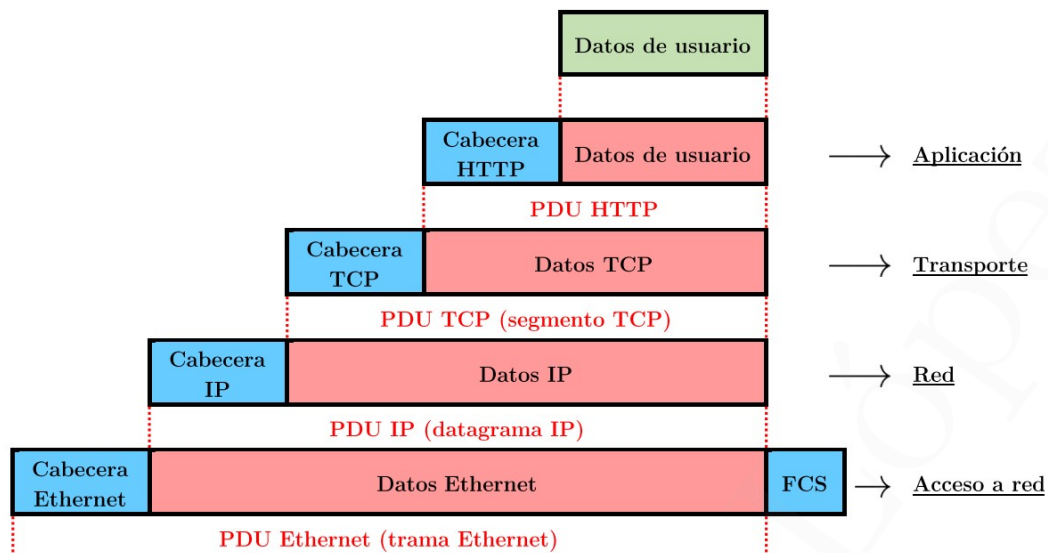 Datos de usuario
Cabecera
HTTP
Datos de usuario
Aplicación
PDU HTTP
Cabecera
TCP
Datos TCP
Transporte
PDU TCP (segmento TCP)
Cabecera
IP
Datos IP
Red
PDU IP (datagrama IP)
Cabecera
Ethernet
Datos Ethernet
FCS
Acceso a red
PDU Ethernet (trama Ethernet)